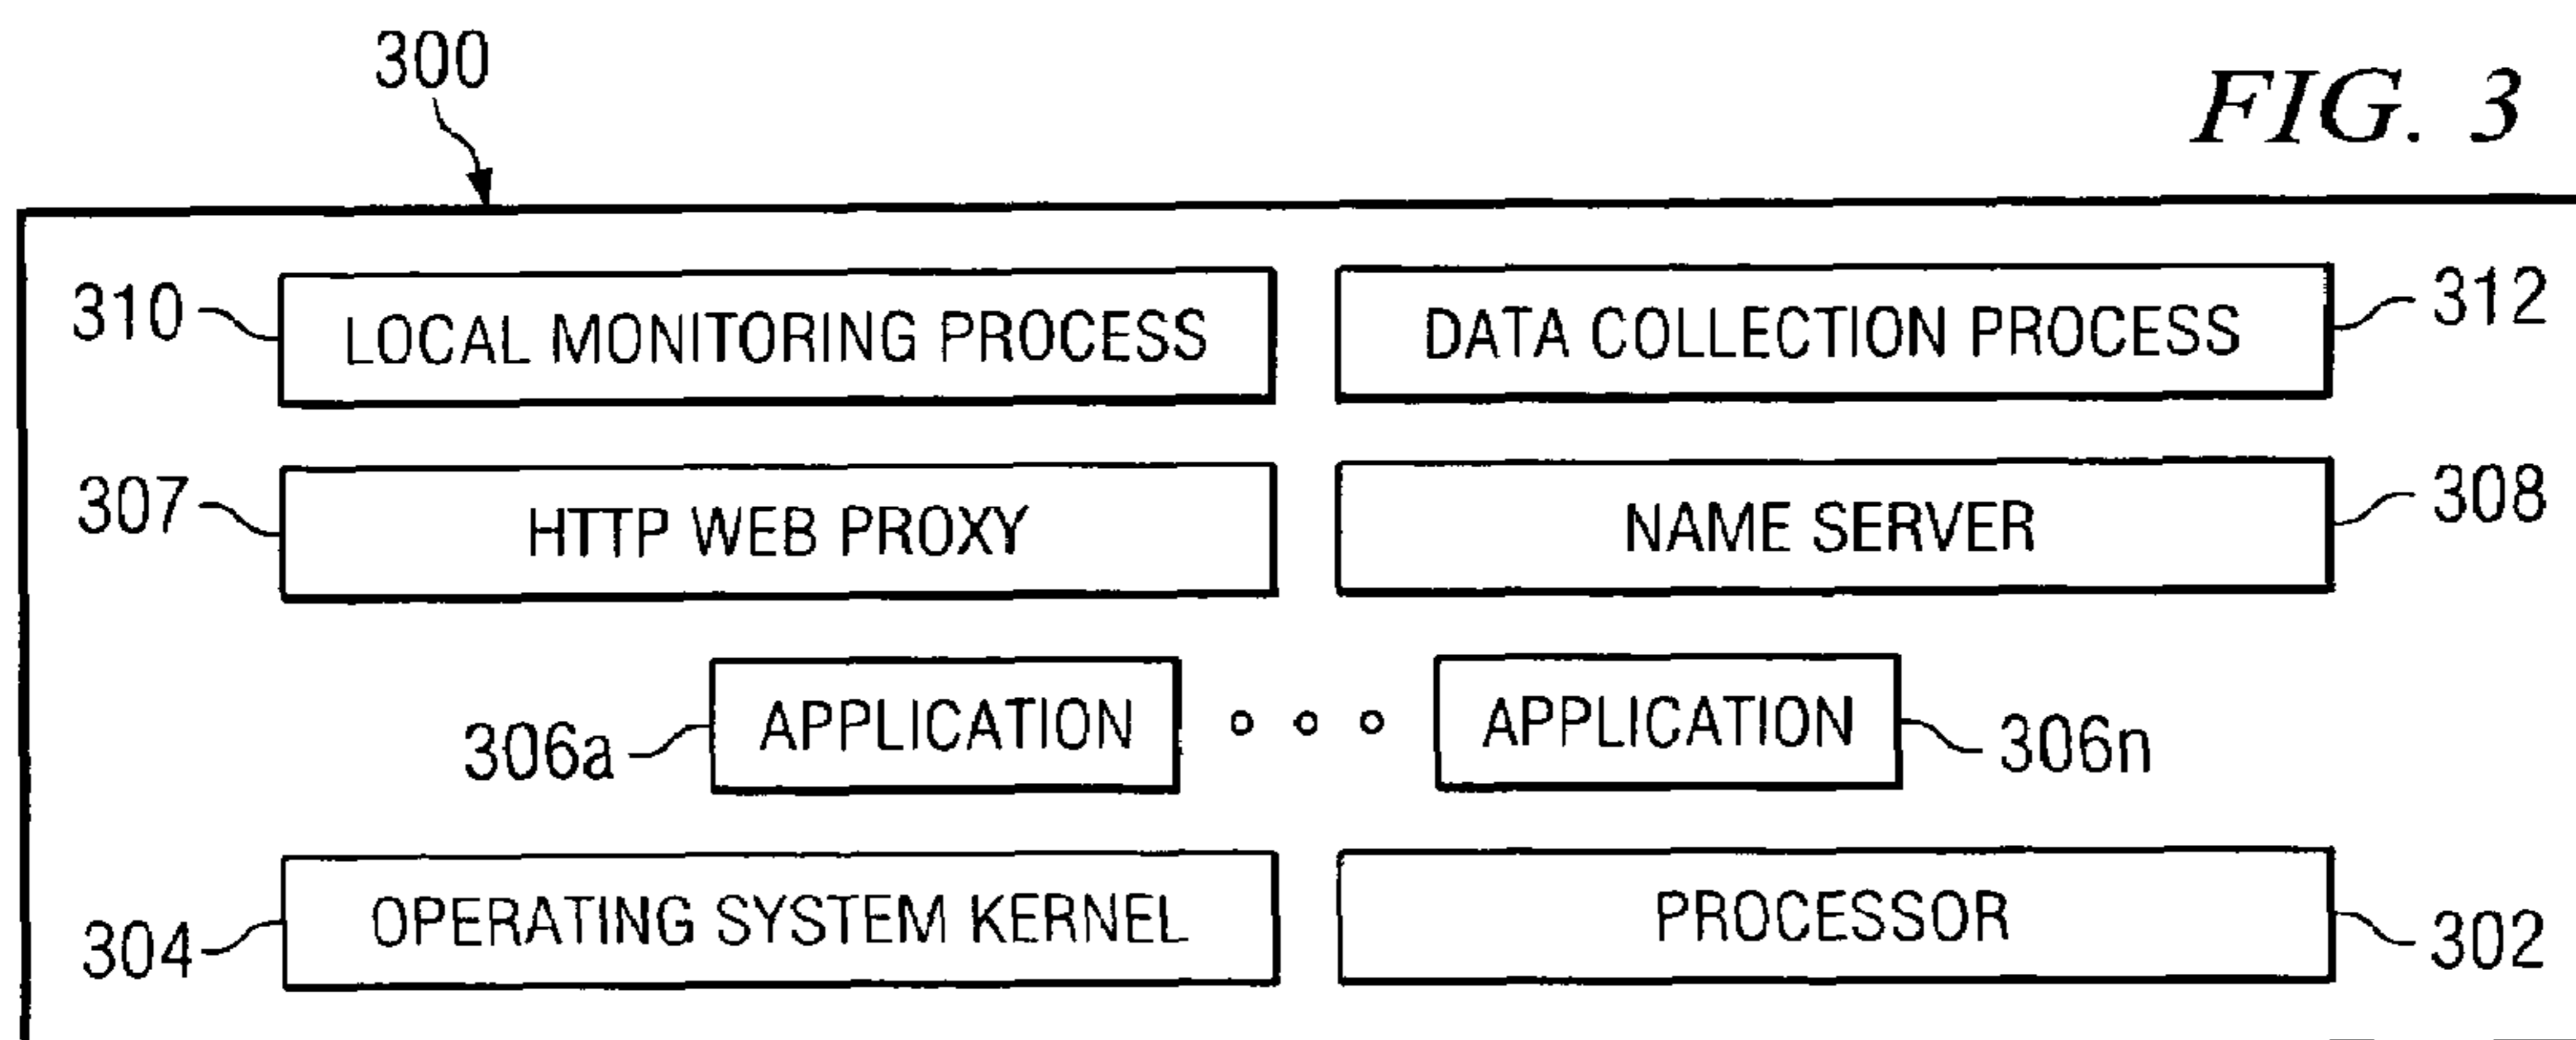 300
FIG. 3
310 LOCAL MONITORING PROCESS DATA COLLECTION PROCESS 312
307 HTTP WEB PROXY NAME SERVER 308
306a APPLICATION APPLICATION 306n
304 OPERATING SYSTEM KERNEL PROCESSOR 302